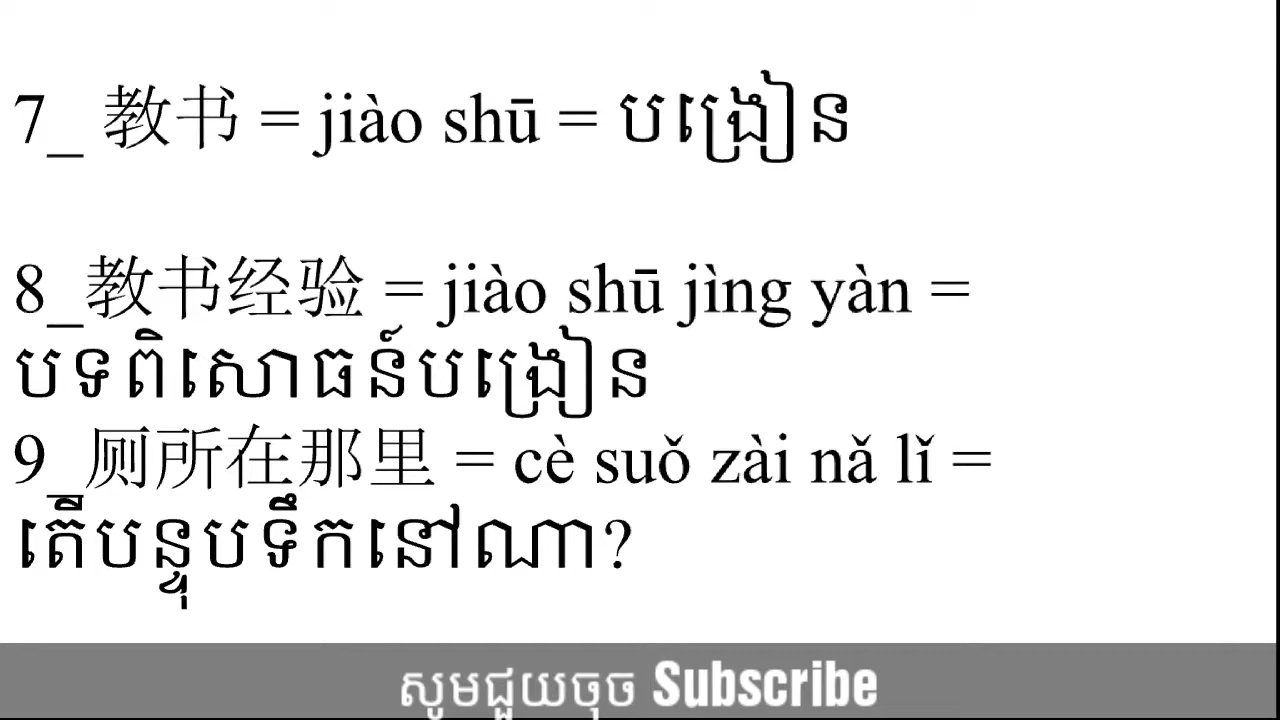 7_ 教书 = jiào shū = បង្រៀន
8_教书经验 = jiào shū jìng yàn =
បទពិសោធន៍បង្រៀន
9_厕所在那里 = cè suǒ zài nǎ lǐ =
តើបន្ទុបទឹកនៅណា?
សូមជួយចុច Subscribe